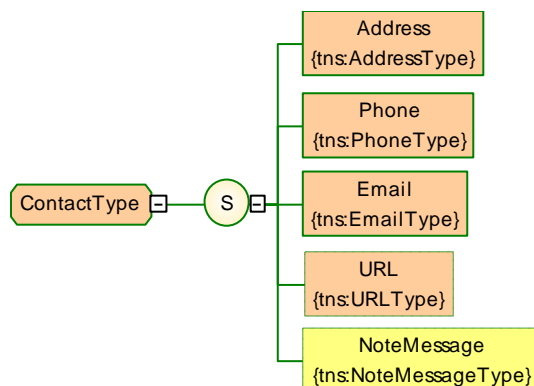 Address
{tns:AddressType}
Phone
{tns:PhoneType}
ContactType
S
Email
{tns:EmailType}
URL
{tns:URLType}
NoteMessage
{tns:NoteMessageType}